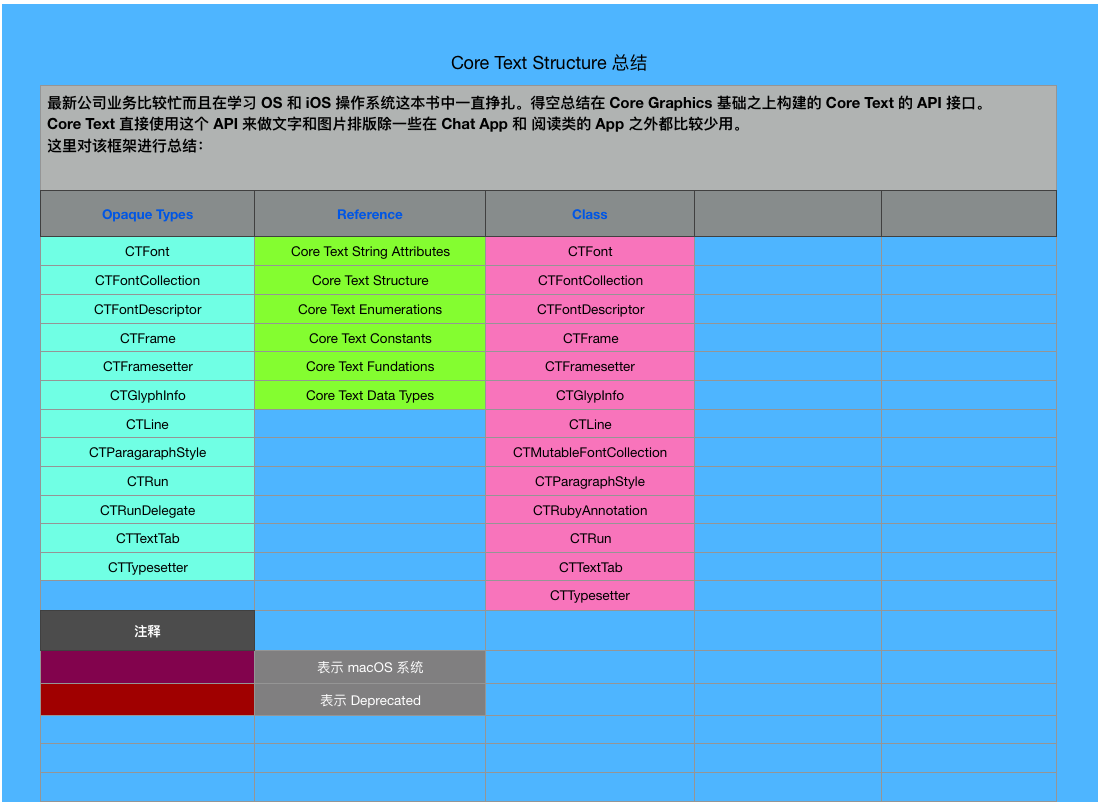 Core Text Structure 总结
最新公司业务比较忙而且在学习 OS 和 iOS 操作系统这本书中一直挣扎。得空总结在 Core Graphics 基础之上构建的 Core Text 的 API 接口。
Core Text 直接使用这个 API 来做文字和图片排版除一些在 Chat App 和 阅读类的 App 之外都比较少用。
这里对该框架进行总结：
Opaque Types Reference Class
CTFont Core Text String Attributes CTFont
CTFontCollection Core Text Structure CTFontCollection
CTFontDescriptor Core Text Enumerations CTFontDescriptor
CTFrame Core Text Constants CTFrame
CTFramesetter Core Text Fundations CTFramesetter
CTGlyphInfo Core Text Data Types CTGlypInfo
CTLine CTLine
CTParagaraphStyle CTMutableFontCollection
CTRun CTParagraphStyle
CTRunDelegate CTRubyAnnotation
CTTextTab CTRun
CTTypesetter CTTextTab
CTTypesetter
注释
表示 macOS 系统
表示 Deprecated